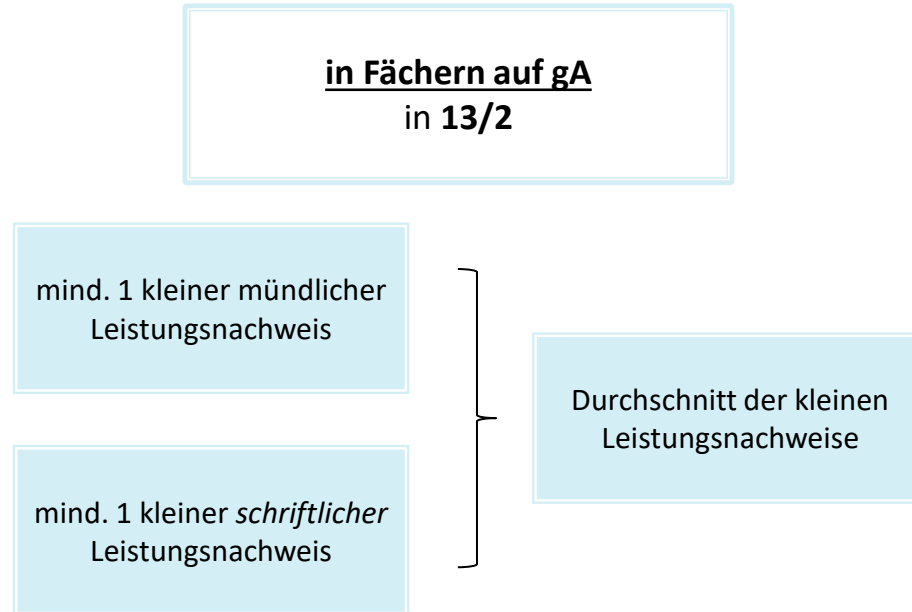 in Fächern auf gA
in 13/2
mind. 1 kleiner mündlicher
Leistungsnachweis
mind. 1 kleiner schriftlicher
Leistungsnachweis
Durchschnitt der kleinen
Leistungsnachweise